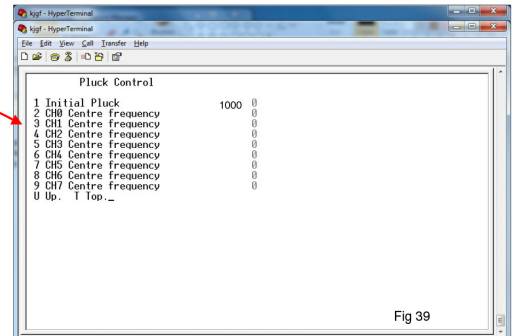 kjgf - HyperTerminal
kjgf - HyperTerminal
File Edit View Call Transfer Help
Pluck Control
1 Initial Pluck 1000 0
2 CH0 Centre frequency 0
3 CH1 Centre frequency 0
4 CH2 Centre frequency 0
5 CH3 Centre frequency 0
6 CH4 Centre frequency 0
7 CH5 Centre frequency 0
8 CH6 Centre frequency 0
9 CH7 Centre frequency 0
U Up. T Top._
Fig 39